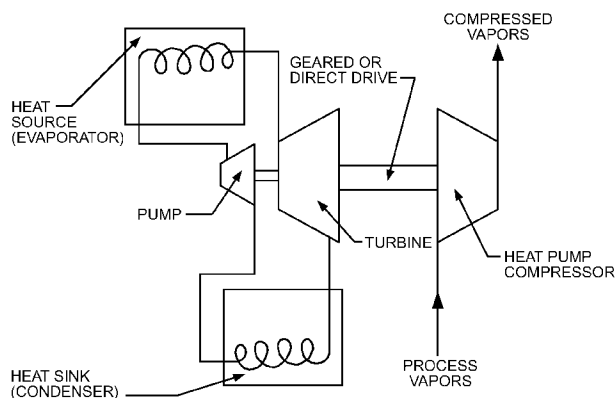 COMPRESSED
VAPORS
GEARED OR
DIRECT DRIVE
HEAT
SOURCE
(EVAPORATOR)
PUMP
TURBINE
HEAT PUMP
COMPRESSOR
PROCESS
VAPORS
HEAT SINK
(CONDENSER)